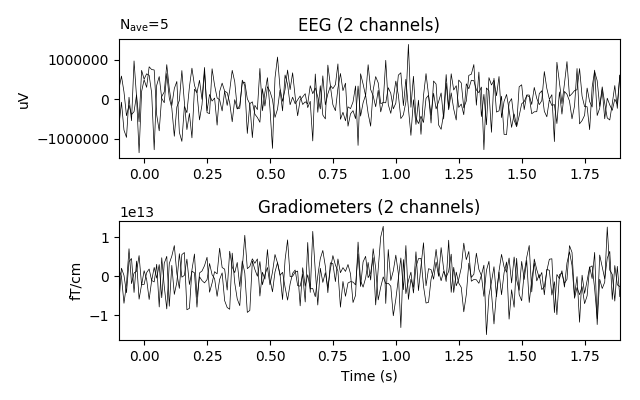 N_ave=5
EEG (2 channels)
uV
1000000
0
−1000000
0.00 0.25 0.50 0.75 1.00 1.25 1.50 1.75
Gradiometers (2 channels)
1e13
fT/cm
1
0
−1
0.00 0.25 0.50 0.75 1.00 1.25 1.50 1.75
Time (s)